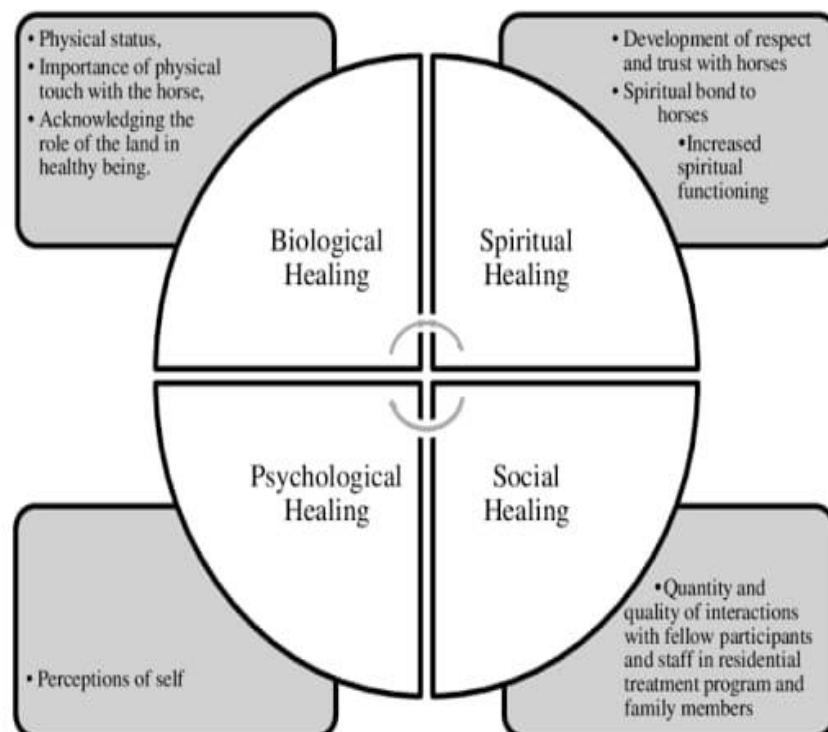 • Physical status,
• Importance of physical
touch with the horse,
• Acknowledging the
role of the land in
healthy being.
• Development of respect
and trust with horses
• Spiritual bond to
horses
•Increased
spiritual
functioning
Biological
Healing
Spiritual
Healing
Psychological
Healing
Social
Healing
• Perceptions of self
•Quantity and
quality of interactions
with fellow participants
and staff in residential
treatment program and
family members